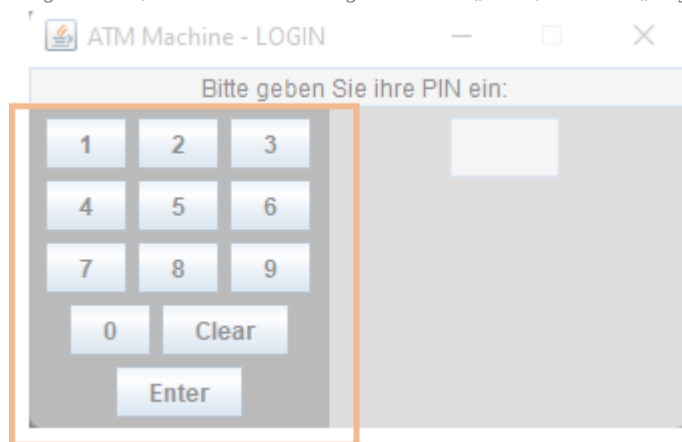 ATM Machine - LOGIN
Bitte geben Sie ihre PIN ein:
1 2 3
4 5 6
7 8 9
0 Clear
Enter